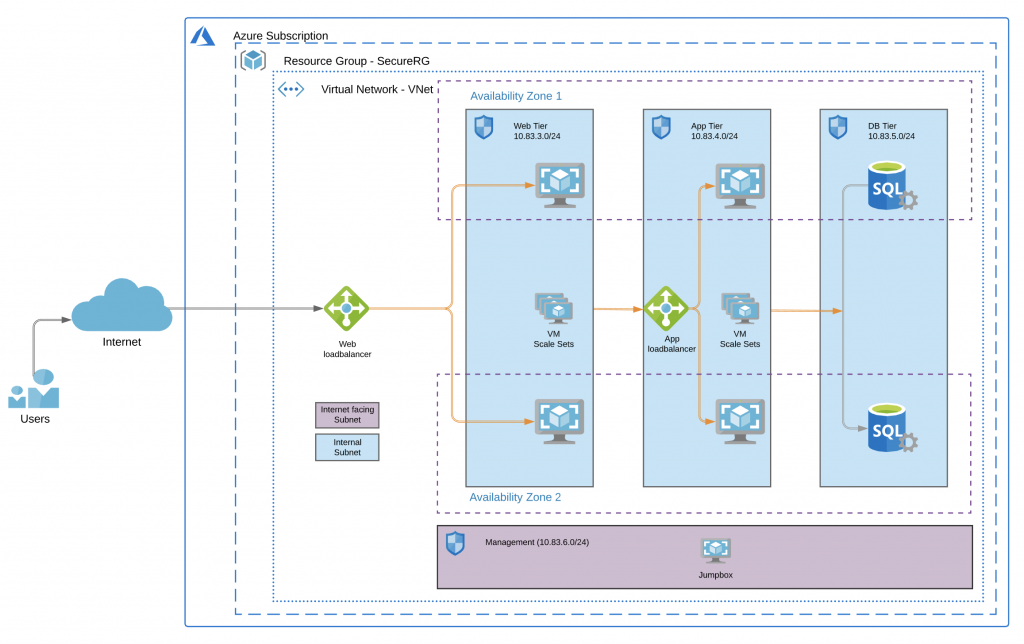 Azure Subscription
Resource Group - SecureRG
Virtual Network - VNet
Availability Zone 1
Web Tier
10.83.3.0/24
App Tier
10.83.4.0/24
DB Tier
10.83.5.0/24
SQL
Internet
Users
Web
loadbalancer
VM
Scale Sets
App
loadbalancer
VM
Scale Sets
Internet facing
Subnet
Internal
Subnet
SQL
Availability Zone 2
Management (10.83.6.0/24)
Jumpbox